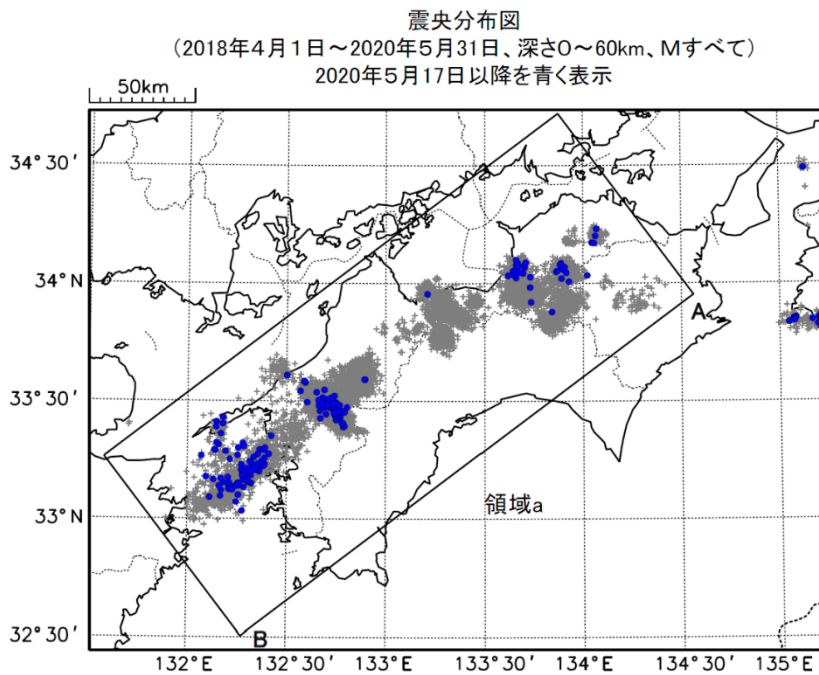 震央分布図
（2018年4月1日～2020年5月31日、深さ0～60km、Mすべて）
2020年5月17日以降を青く表示
50km
34°30′
34°N
33°30′
33°N
32°30′
A
領域a
B
132°E
132°30′
133°E
133°30′
134°E
134°30′
135°E